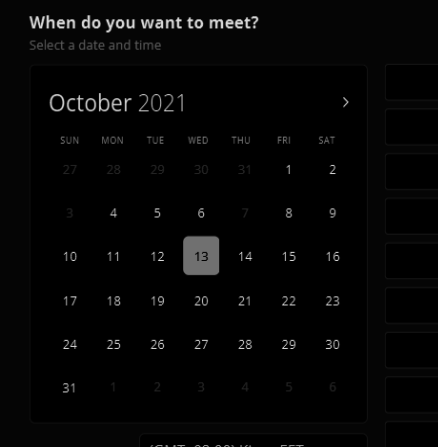 When do you want to meet?
Select a date and time
October 2021
SUN MON TUE WED THU FRI SAT
27 28 29 30 31 1 2
3 4 5 6 7 8 9
10 11 12 13 14 15 16
17 18 19 20 21 22 23
24 25 26 27 28 29 30
31 1 2 3 4 5 6